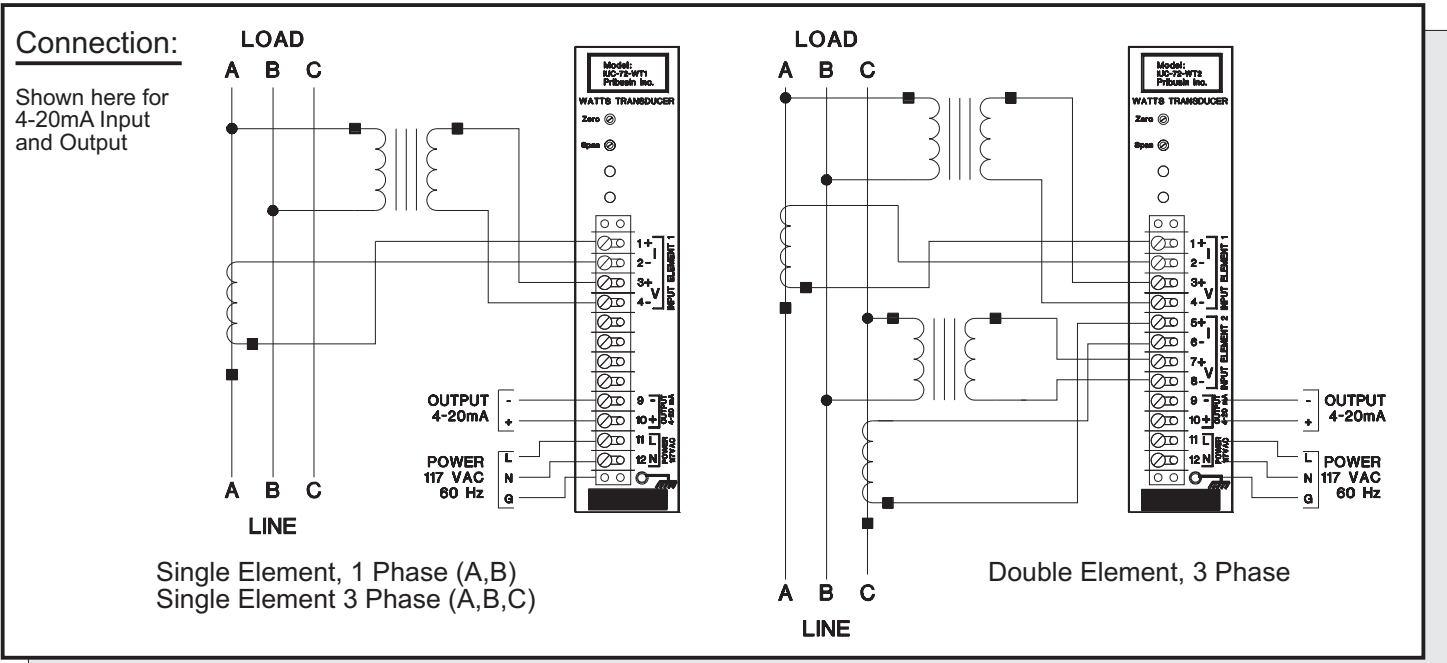 Connection:
Shown here for
4-20mA Input
and Output
LOAD
A B C
Model:
IUC-72-WT1
Pribusin Inc.
WATTS TRANSDUCER
Zero
Span
1+
2-
I
3+
4-
V
INPUT ELEMENT 1
9 -
10+
OUTPUT
4-20 mA
11 L
12 N
POWER
117VAC
OUTPUT
4-20mA
-
+
POWER
117 VAC
60 Hz
L
N
G
A B C
LINE
Single Element, 1 Phase (A,B)
Single Element 3 Phase (A,B,C)
LOAD
A B C
Model:
IUC-72-WT2
Pribusin Inc.
WATTS TRANSDUCER
Zero
Span
1+
2-
I
3+
4-
V
INPUT ELEMENT 1
5+
6-
I
7+
8-
V
INPUT ELEMENT 2
9 -
10+
OUTPUT
4-20 mA
11 L
12 N
POWER
117VAC
-
+
OUTPUT
4-20mA
L
N
G
POWER
117 VAC
60 Hz
A B C
LINE
Double Element, 3 Phase